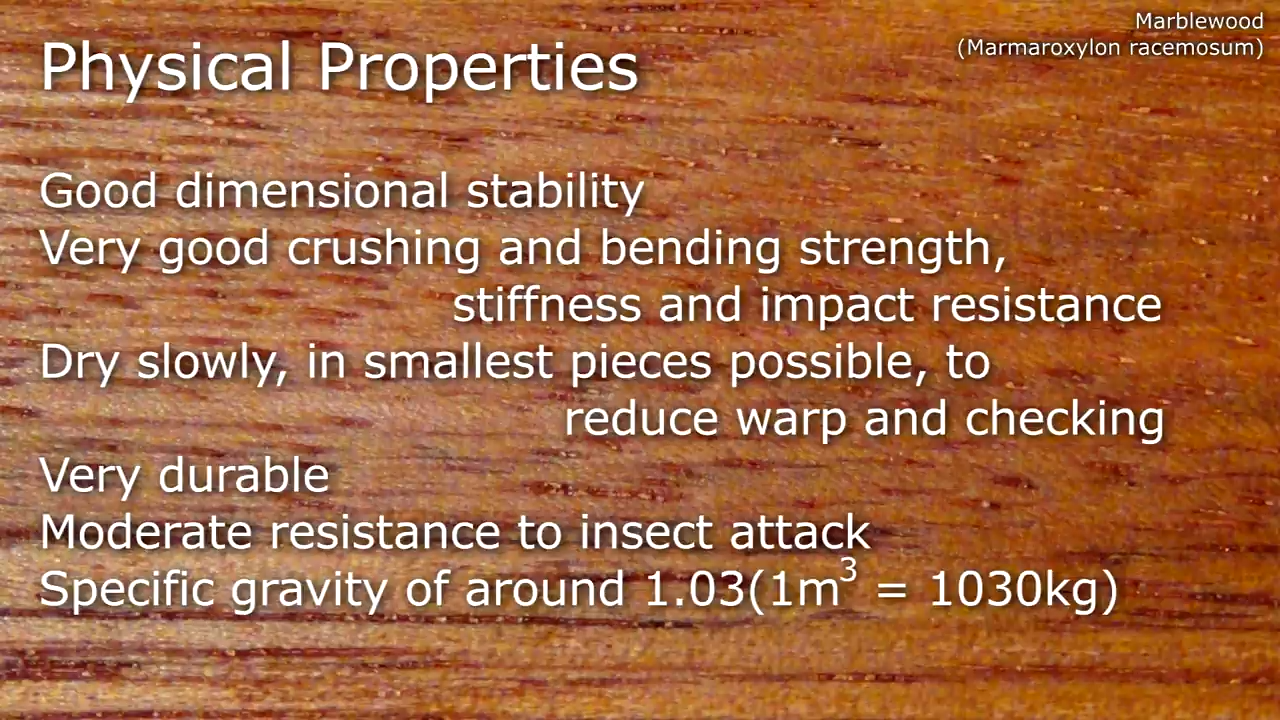 Marblewood
(Marmaroxylon racemosum)
Physical Properties
Good dimensional stability
Very good crushing and bending strength,
stiffness and impact resistance
Dry slowly, in smallest pieces possible, to
reduce warp and checking
Very durable
Moderate resistance to insect attack
Specific gravity of around 1.03(1m³ = 1030kg)